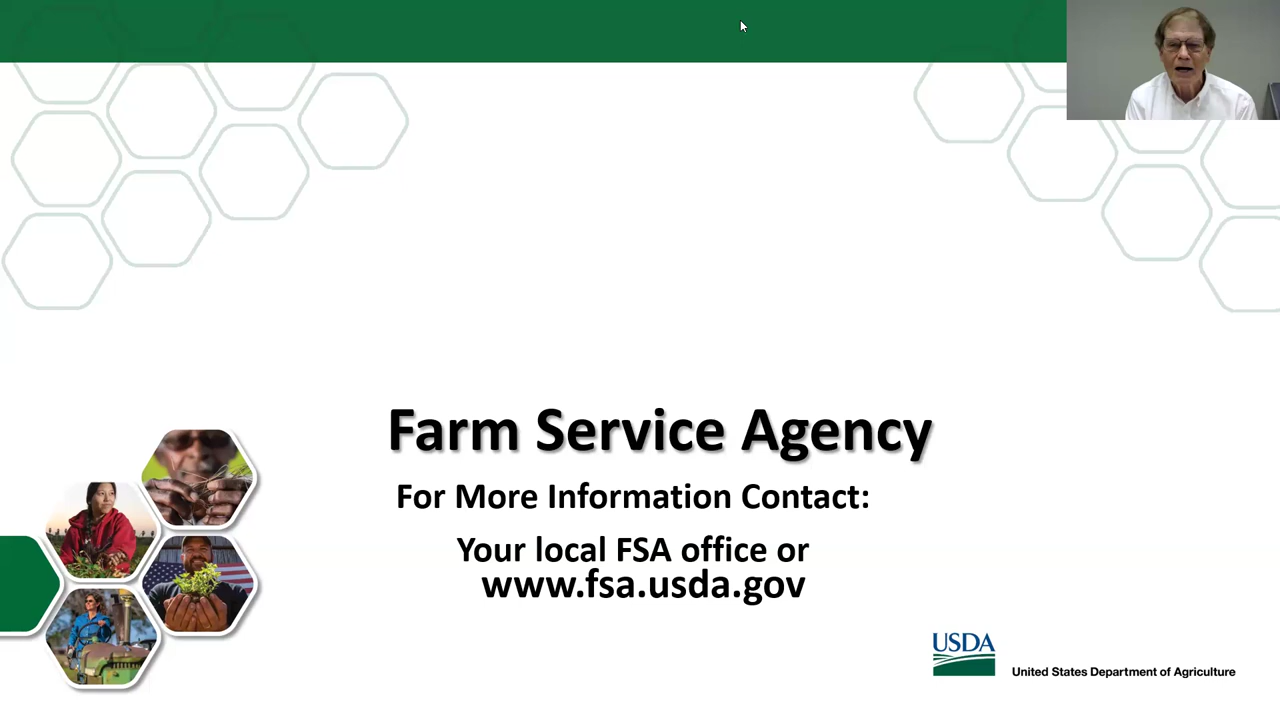 Farm Service Agency
For More Information Contact:
Your local FSA office or
www.fsa.usda.gov
USDA
United States Department of Agriculture